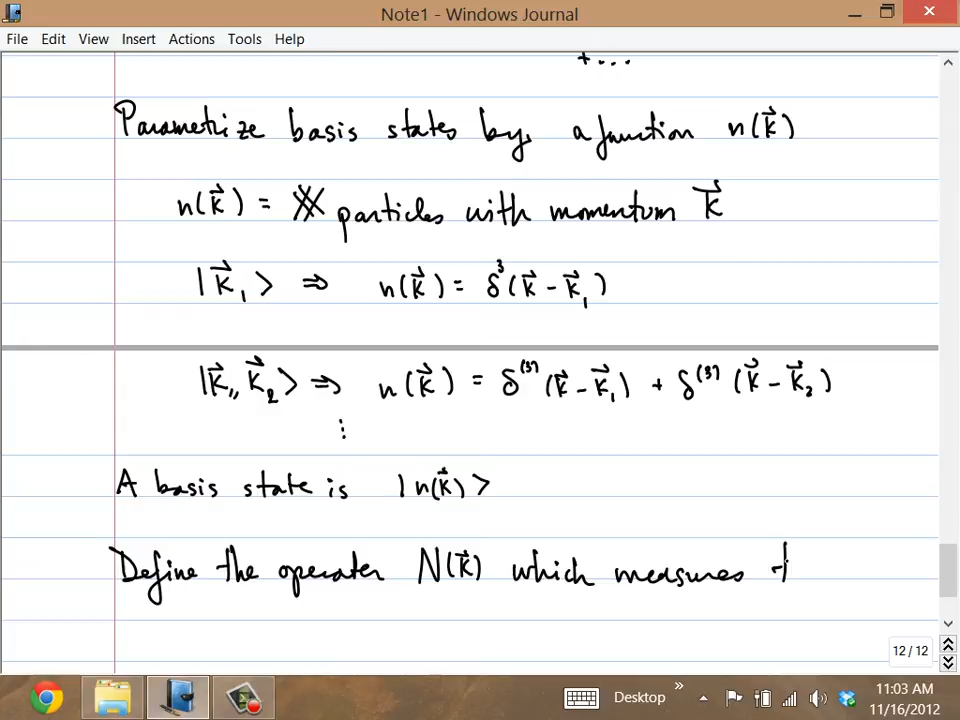 Note1 - Windows Journal
File Edit View Insert Actions Tools Help
+...
Parametrize basis states by a function n(k⃗)
n(k⃗) = # particles with momentum k⃗
|k⃗₁> ⇒ n(k⃗) = δ³(k⃗ - k⃗₁)
|k⃗₁, k⃗₂> ⇒ n(k⃗) = δ⁽³⁾(k⃗ - k⃗₁) + δ⁽³⁾(k⃗ - k⃗₂)
⋮
A basis state is |n(k⃗)>
Define the operator N(k⃗) which measures t
12 / 12
Desktop
11:03 AM
11/16/2012